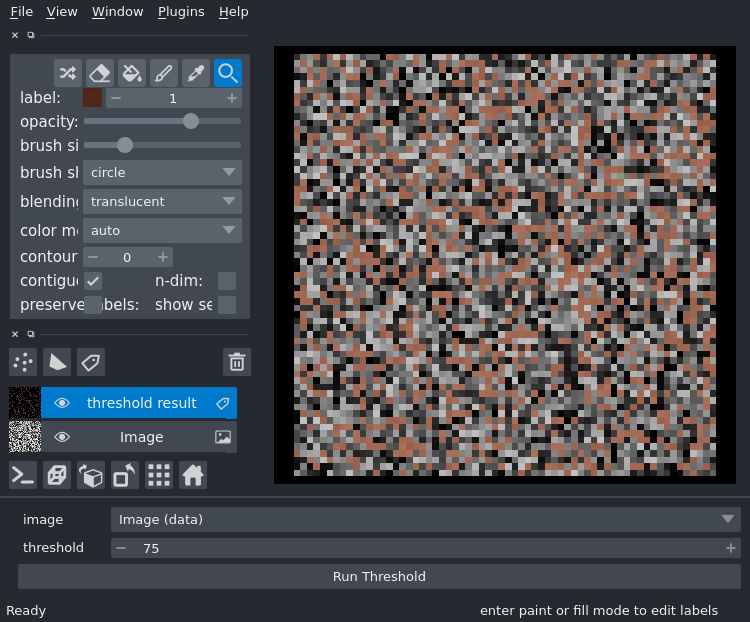 File View Window Plugins Help
label: 1
opacity:
brush si
brush sl circle
blending translucent
color m auto
contour 0
contigu n-dim:
preserve abels: show se
threshold result
Image
image Image (data)
threshold 75
Run Threshold
Ready enter paint or fill mode to edit labels